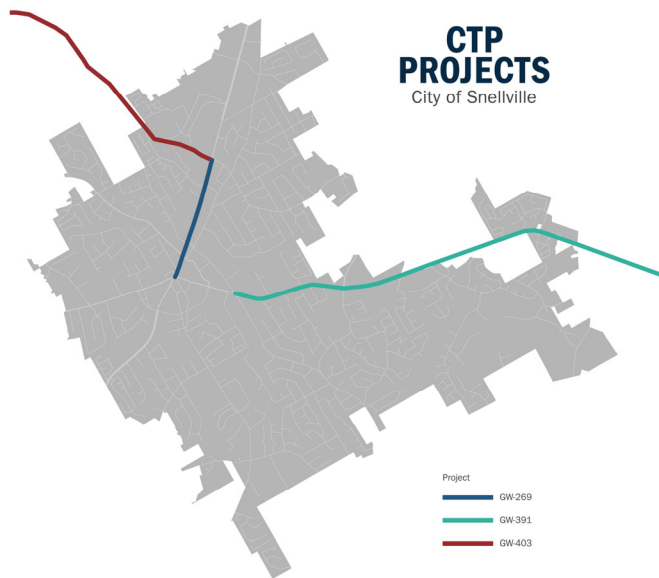 CTP
PROJECTS
City of Snellville
Project
GW-269
GW-391
GW-403